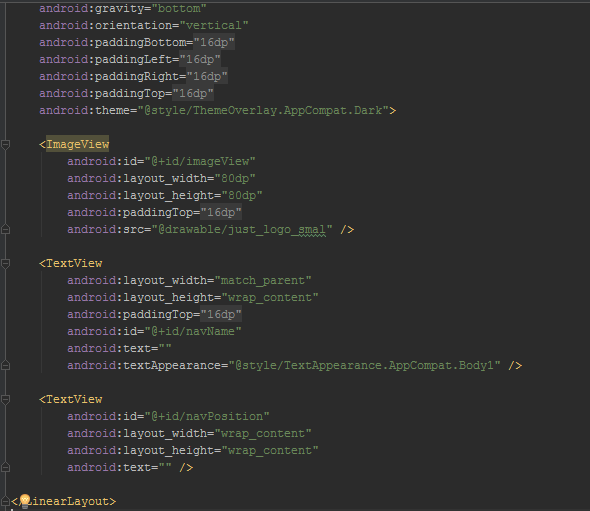 android:gravity="bottom"
android:orientation="vertical"
android:paddingBottom="16dp"
android:paddingLeft="16dp"
android:paddingRight="16dp"
android:paddingTop="16dp"
android:theme="@style/ThemeOverlay.AppCompat.Dark">
<ImageView
android:id="@+id/imageView"
android:layout_width="80dp"
android:layout_height="80dp"
android:paddingTop="16dp"
android:src="@drawable/just_logo_smal" />
<TextView
android:layout_width="match_parent"
android:layout_height="wrap_content"
android:paddingTop="16dp"
android:id="@+id/navName"
android:text=""
android:textAppearance="@style/TextAppearance.AppCompat.Body1" />
<TextView
android:id="@+id/navPosition"
android:layout_width="wrap_content"
android:layout_height="wrap_content"
android:text="" />
</LinearLayout>